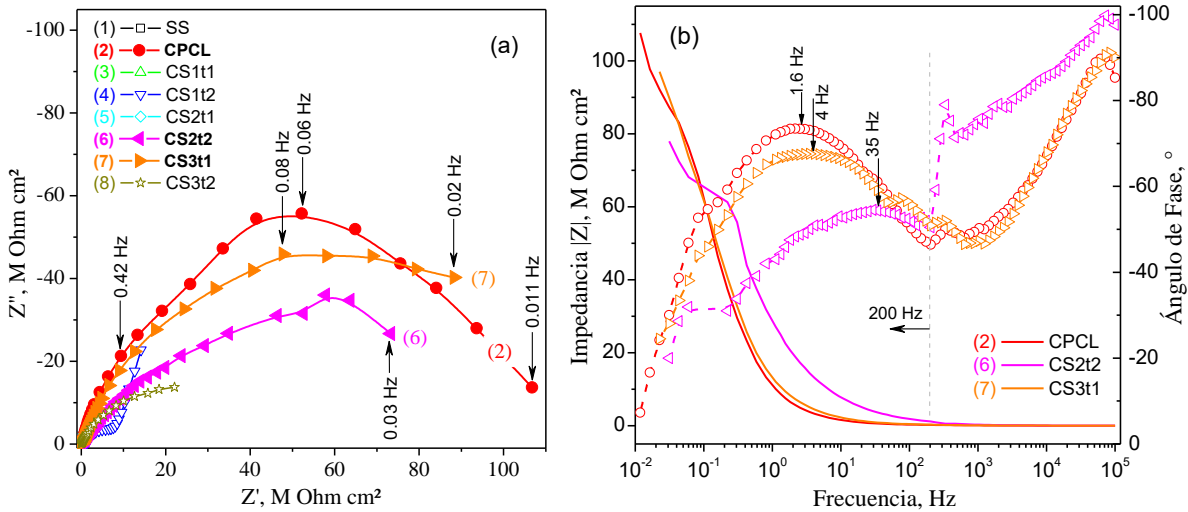 (a)
Z'', M Ohm cm²
-100
-80
-60
-40
-20
0
(1) SS
(2) CPCL
(3) CS1t1
(4) CS1t2
(5) CS2t1
(6) CS2t2
(7) CS3t1
(8) CS3t2
0.42 Hz
0.08 Hz
0.06 Hz
0.02 Hz
0.03 Hz
0.011 Hz
(7)
(6)
(2)
0 20 40 60 80 100
Z', M Ohm cm²
(b)
Impedancia |Z|, M Ohm cm²
100
80
60
40
20
0
1.6 Hz
4 Hz
35 Hz
200 Hz
(2) CPCL
(6) CS2t2
(7) CS3t1
-100
-80
-60
-40
-20
0
Ángulo de Fase, °
10⁻² 10⁻¹ 10⁰ 10¹ 10² 10³ 10⁴ 10⁵
Frecuencia, Hz